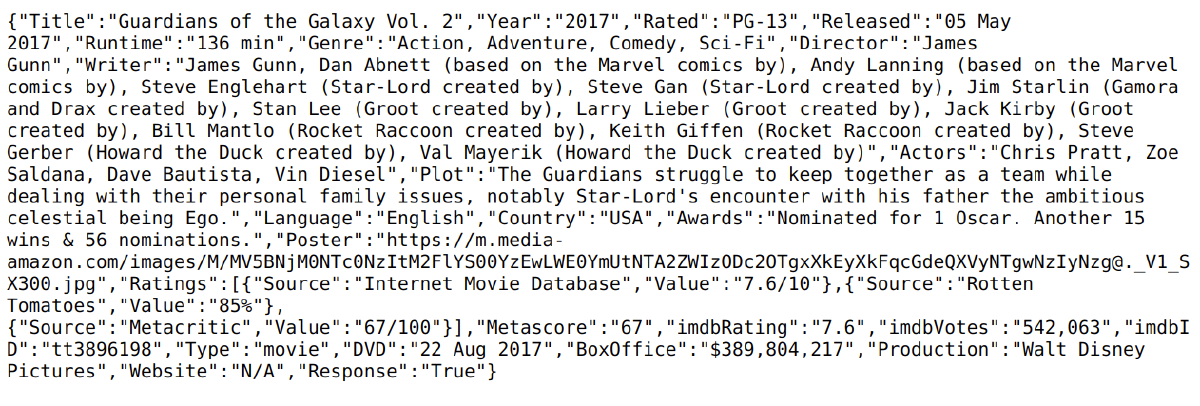 {"Title":"Guardians of the Galaxy Vol. 2","Year":"2017","Rated":"PG-13","Released":"05 May
2017","Runtime":"136 min","Genre":"Action, Adventure, Comedy, Sci-Fi","Director":"James
Gunn","Writer":"James Gunn, Dan Abnett (based on the Marvel comics by), Andy Lanning (based on the Marvel
comics by), Steve Englehart (Star-Lord created by), Steve Gan (Star-Lord created by), Jim Starlin (Gamora
and Drax created by), Stan Lee (Groot created by), Larry Lieber (Groot created by), Jack Kirby (Groot
created by), Bill Mantlo (Rocket Raccoon created by), Keith Giffen (Rocket Raccoon created by), Steve
Gerber (Howard the Duck created by), Val Mayerik (Howard the Duck created by)","Actors":"Chris Pratt, Zoe
Saldana, Dave Bautista, Vin Diesel","Plot":"The Guardians struggle to keep together as a team while
dealing with their personal family issues, notably Star-Lord's encounter with his father the ambitious
celestial being Ego.","Language":"English","Country":"USA","Awards":"Nominated for 1 Oscar. Another 15
wins & 56 nominations.","Poster":"https://m.media-
amazon.com/images/M/MV5BNjM0NTc0NzItM2FlYS00YzEwLWE0YmUtNTA2ZWIzODc2OTgxXkEyXkFqcGdeQXVyNTgwNzIyNzg@._V1_S
X300.jpg","Ratings":[{"Source":"Internet Movie Database","Value":"7.6/10"},{"Source":"Rotten
Tomatoes","Value":"85%"},
{"Source":"Metacritic","Value":"67/100"}],"Metascore":"67","imdbRating":"7.6","imdbVotes":"542,063","imdbI
D":"tt3896198","Type":"movie","DVD":"22 Aug 2017","BoxOffice":"$389,804,217","Production":"Walt Disney
Pictures","Website":"N/A","Response":"True"}